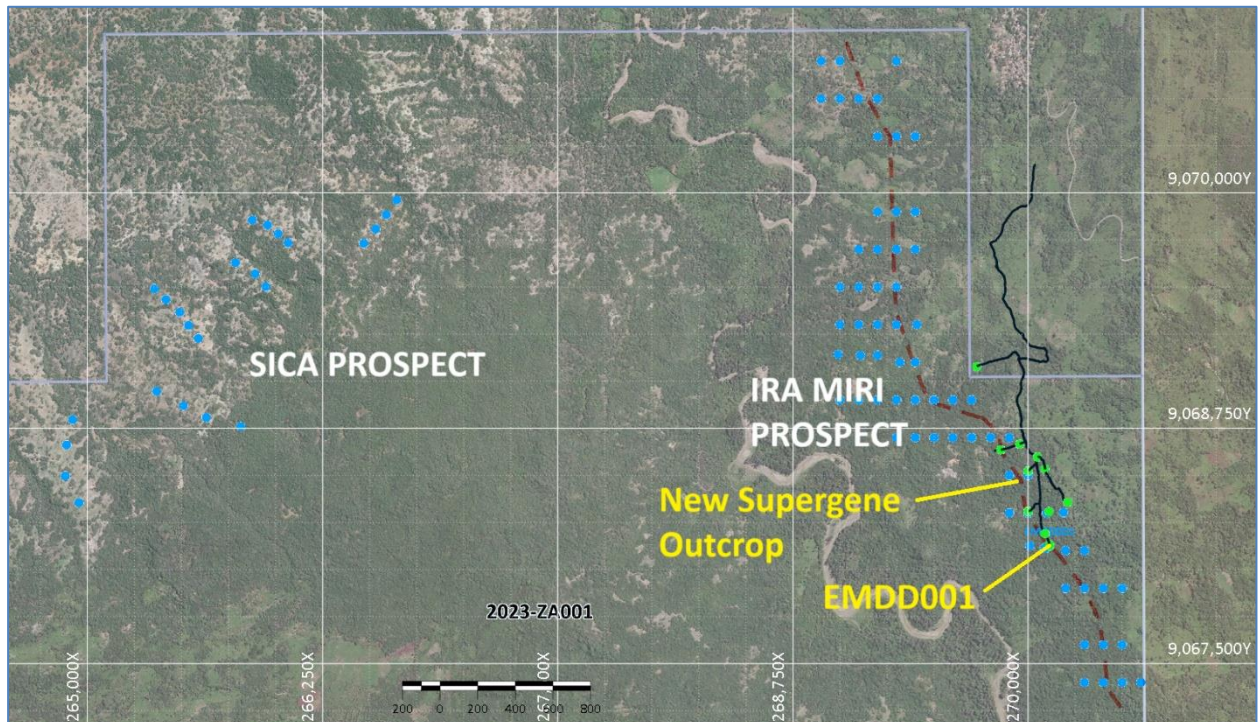 9,070,000Y
SICA PROSPECT
IRA MIRI
PROSPECT
9,068,750Y
New Supergene
Outcrop
EMDD001
2023-ZA001
9,067,500Y
265,000X
266,250X
268,750X
270,000X
200 0 200 400 600 800